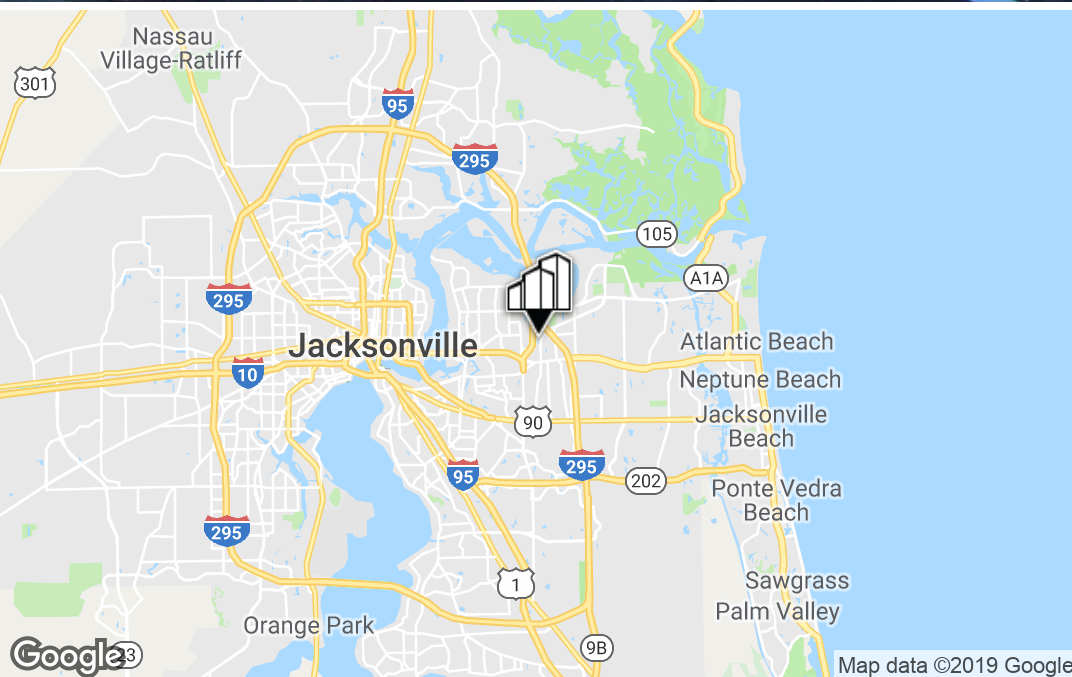 Nassau
Village-Ratliff
301
95
295
105
A1A
295
Jacksonville
Atlantic Beach
10
Neptune Beach
Jacksonville
Beach
90
295
95
202
Ponte Vedra
Beach
295
1
Sawgrass
Palm Valley
Orange Park
9B
Google
23
Map data ©2019 Google